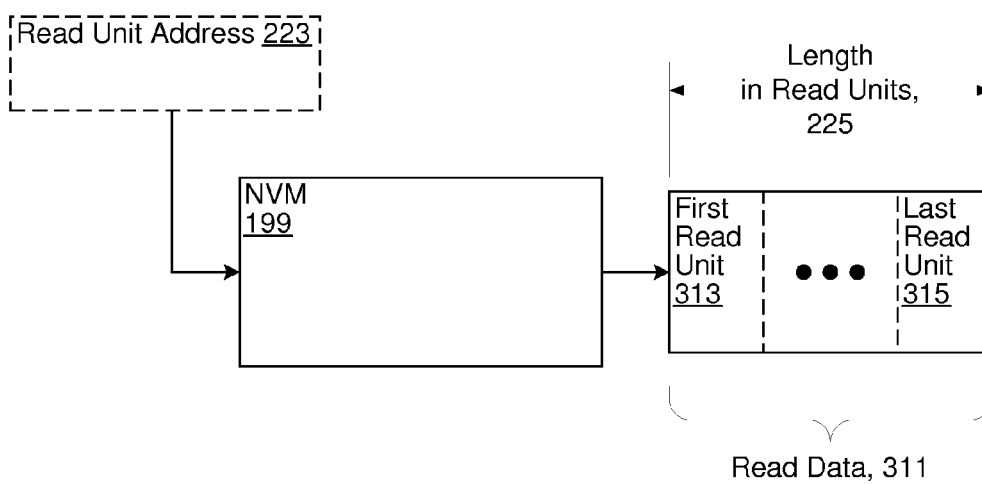 Read Unit Address 223
Length
in Read Units,
225
NVM
199
First
Read
Unit
313
Last
Read
Unit
315
Read Data, 311